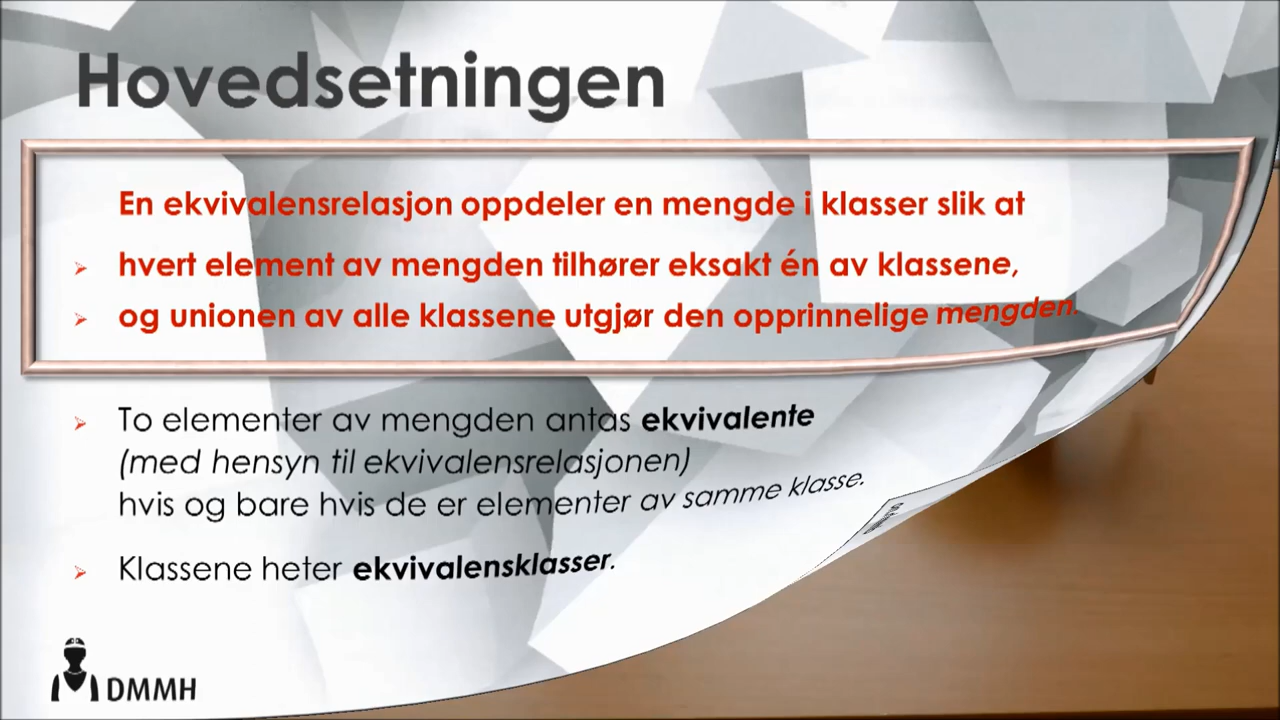 Hovedsetningen
En ekvivalensrelasjon oppdeler en mengde i klasser slik at
hvert element av mengden tilhører eksakt én av klassene,
og unionen av alle klassene utgjør den opprinnelige mengden.
To elementer av mengden antas ekvivalente
(med hensyn til ekvivalensrelasjonen)
hvis og bare hvis de er elementer av samme klasse.
Klassene heter ekvivalensklasser.
DMMH